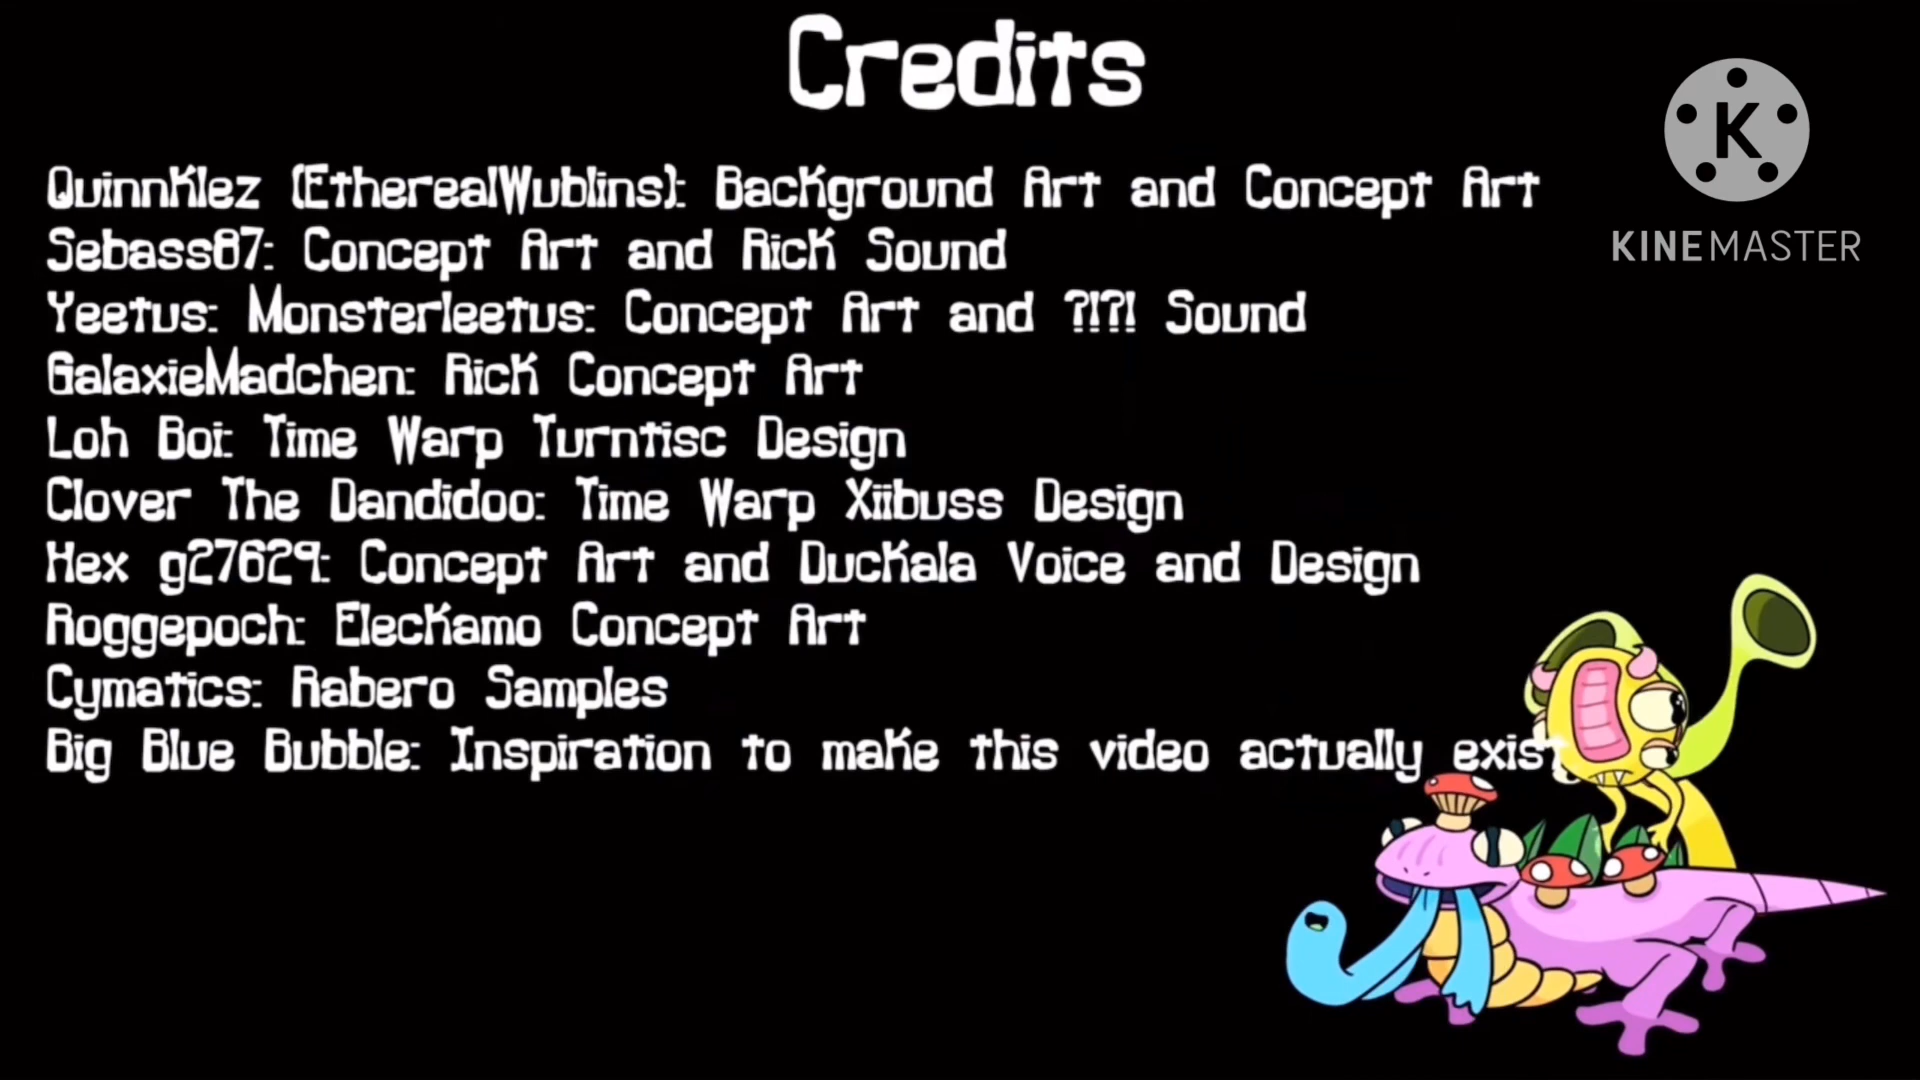 Credits
K
KINEMASTER
QuinnKlez (EtherealWublins): Background Art and Concept Art
Sebass87: Concept Art and Rick Sound
Yeetus: Monster!eetus: Concept Art and ?!?! Sound
GalaxieMadchen: Rick Concept Art
Loh Boi: Time Warp Turntisc Design
Clover The Dandidoo: Time Warp Xiibuss Design
Hex g27629: Concept Art and Duckala Voice and Design
Roggepoch: Eleckamo Concept Art
Cymatics: Rabero Samples
Big Blue Bubble: Inspiration to make this video actually exist